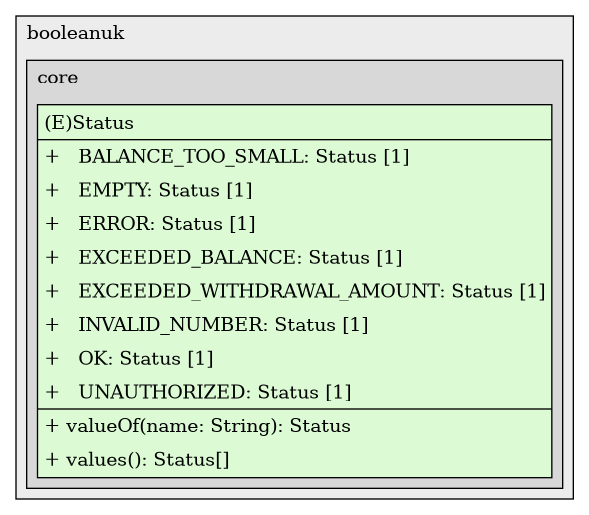 booleanuk
core
(E)Status
+ BALANCE_TOO_SMALL: Status [1]
+ EMPTY: Status [1]
+ ERROR: Status [1]
+ EXCEEDED_BALANCE: Status [1]
+ EXCEEDED_WITHDRAWAL_AMOUNT: Status [1]
+ INVALID_NUMBER: Status [1]
+ OK: Status [1]
+ UNAUTHORIZED: Status [1]
+ valueOf(name: String): Status
+ values(): Status[]